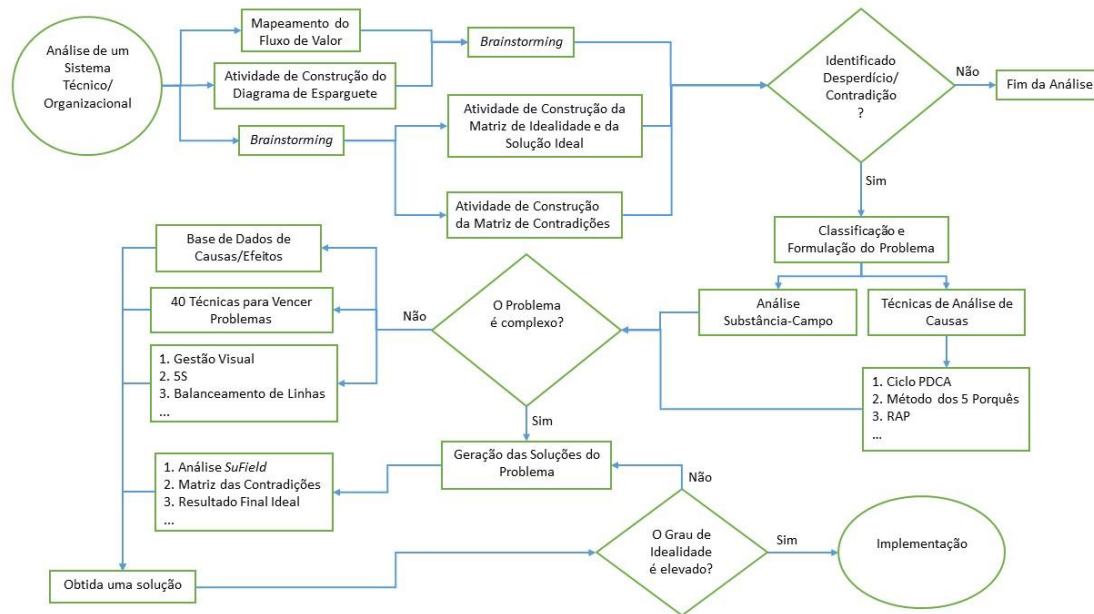 Análise de um
Sistema
Técnico/
Organizacional
Mapeamento do
Fluxo de Valor
Atividade de Construção do
Diagrama de Esparguete
Brainstorming
Brainstorming
Atividade de Construção da
Matriz de Idealidade e da
Solução Ideal
Atividade de Construção
da Matriz de Contradições
Identificado
Desperdício/
Contradição
?
Não
Fim da Análise
Sim
Classificação e
Formulação do Problema
Análise
Substância-Campo
Técnicas de Análise de
Causas
1. Ciclo PDCA
2. Método dos 5 Porquês
3. RAP
...
O Problema
é complexo?
Não
Base de Dados de
Causas/Efeitos
40 Técnicas para Vencer
Problemas
1. Gestão Visual
2. 5S
3. Balanceamento de Linhas
...
Sim
Geração das Soluções do
Problema
1. Análise SuField
2. Matriz das Contradições
3. Resultado Final Ideal
...
Obtida uma solução
Não
O Grau de
Idealidade
é elevado?
Sim
Implementação